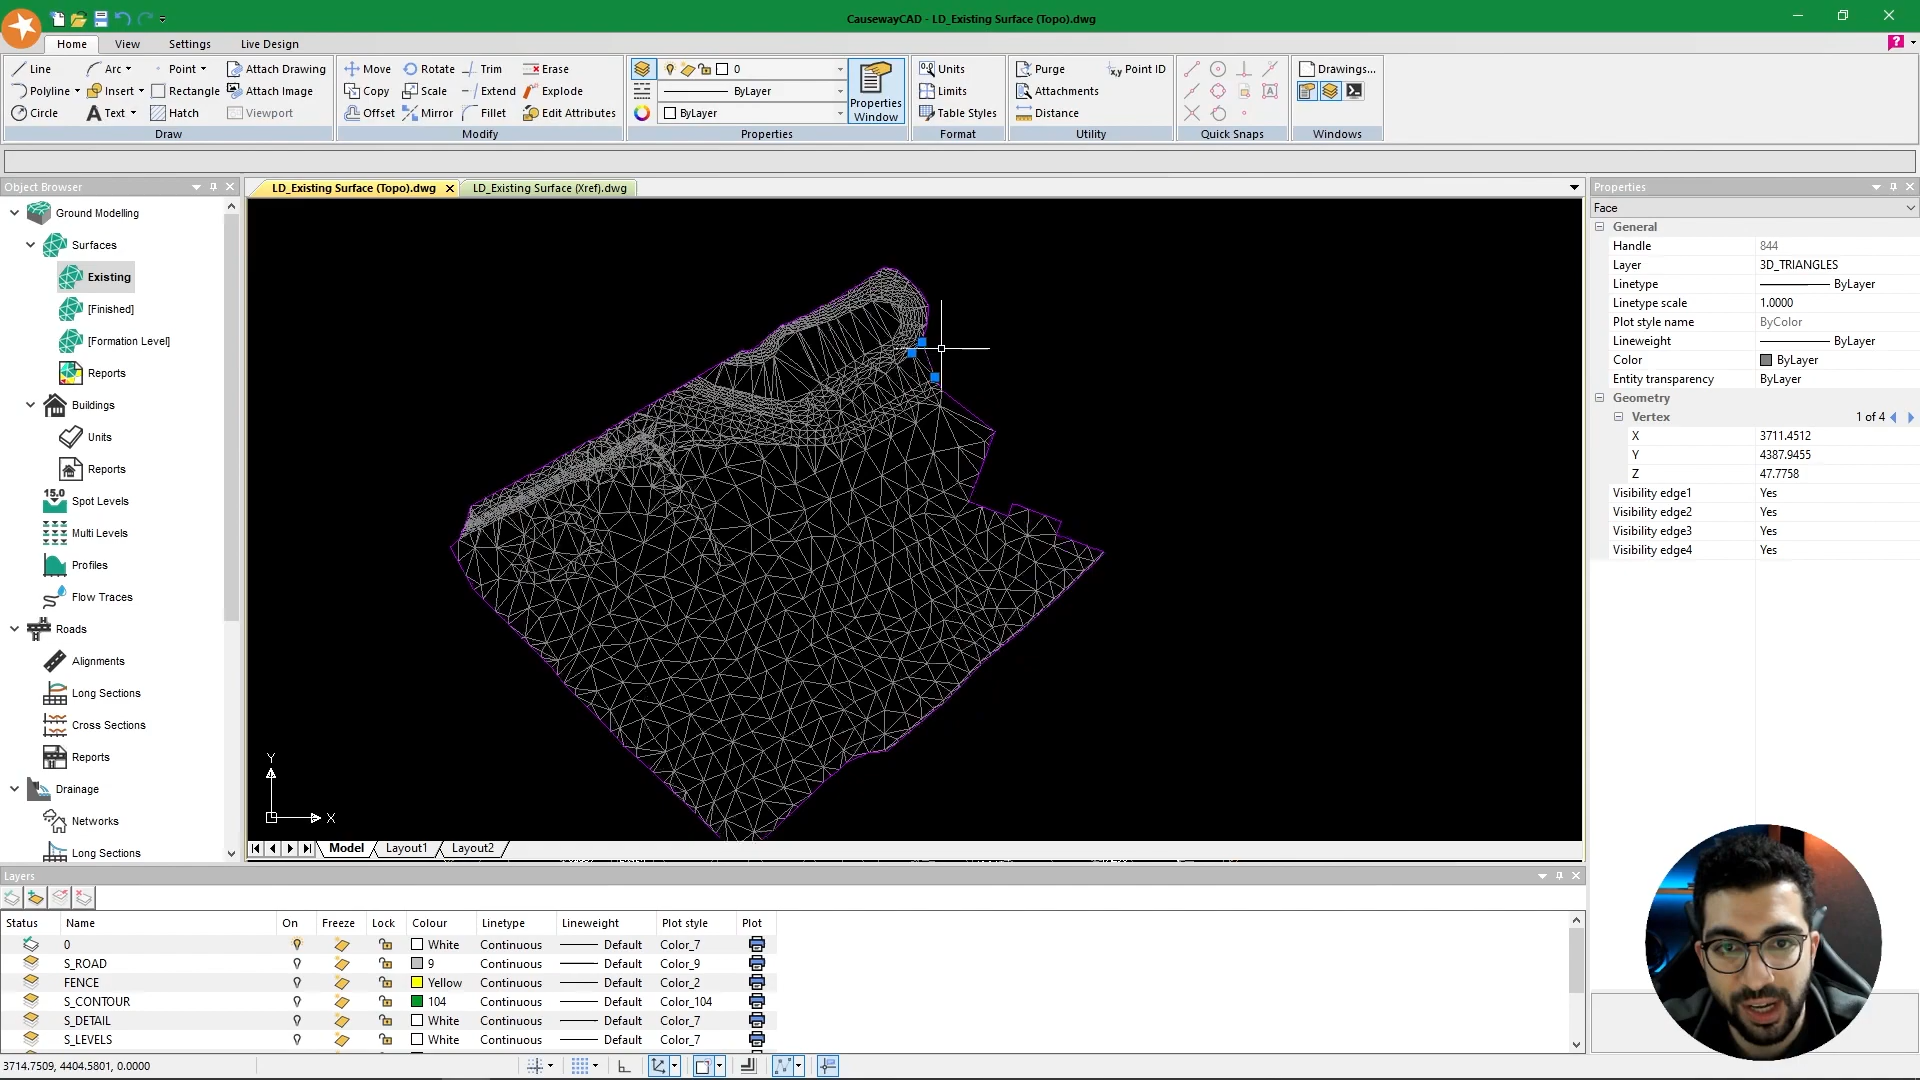 CausewayCAD - LD_Existing Surface (Topo).dwg
Home View Settings Live Design
Line Arc Point Attach Drawing Move Rotate Trim Erase 0 Units Purge Point ID Drawings...
Polyline Insert Rectangle Attach Image Copy Scale Extend Explode ByLayer Limits Attachments
Circle Text Hatch Viewport Offset Mirror Fillet Edit Attributes ByLayer Properties Window Table Styles Distance
Draw Modify Properties Format Utility Quick Snaps Windows
Object Browser
LD_Existing Surface (Topo).dwg LD_Existing Surface (Xref).dwg
Properties
Face
Ground Modelling
Surfaces
Existing
[Finished]
[Formation Level]
Reports
Buildings
Units
Reports
15.0
Spot Levels
Multi Levels
Profiles
Flow Traces
Roads
Alignments
Long Sections
Cross Sections
Reports
Drainage
Networks
Long Sections
General
Handle 844
Layer 3D_TRIANGLES
Linetype ByLayer
Linetype scale 1.0000
Plot style name ByColor
Lineweight ByLayer
Color ByLayer
Entity transparency ByLayer
Geometry
Vertex 1 of 4
X 3711.4512
Y 4387.9455
Z 47.7758
Visibility edge1 Yes
Visibility edge2 Yes
Visibility edge3 Yes
Visibility edge4 Yes
Y
X
Model Layout1 Layout2
Layers
Status Name On Freeze Lock Colour Linetype Lineweight Plot style Plot
0 White Continuous Default Color_7
S_ROAD 9 Continuous Default Color_9
FENCE Yellow Continuous Default Color_2
S_CONTOUR 104 Continuous Default Color_104
S_DETAIL White Continuous Default Color_7
S_LEVELS White Continuous Default Color_7
3714.7509, 4404.5801, 0.0000